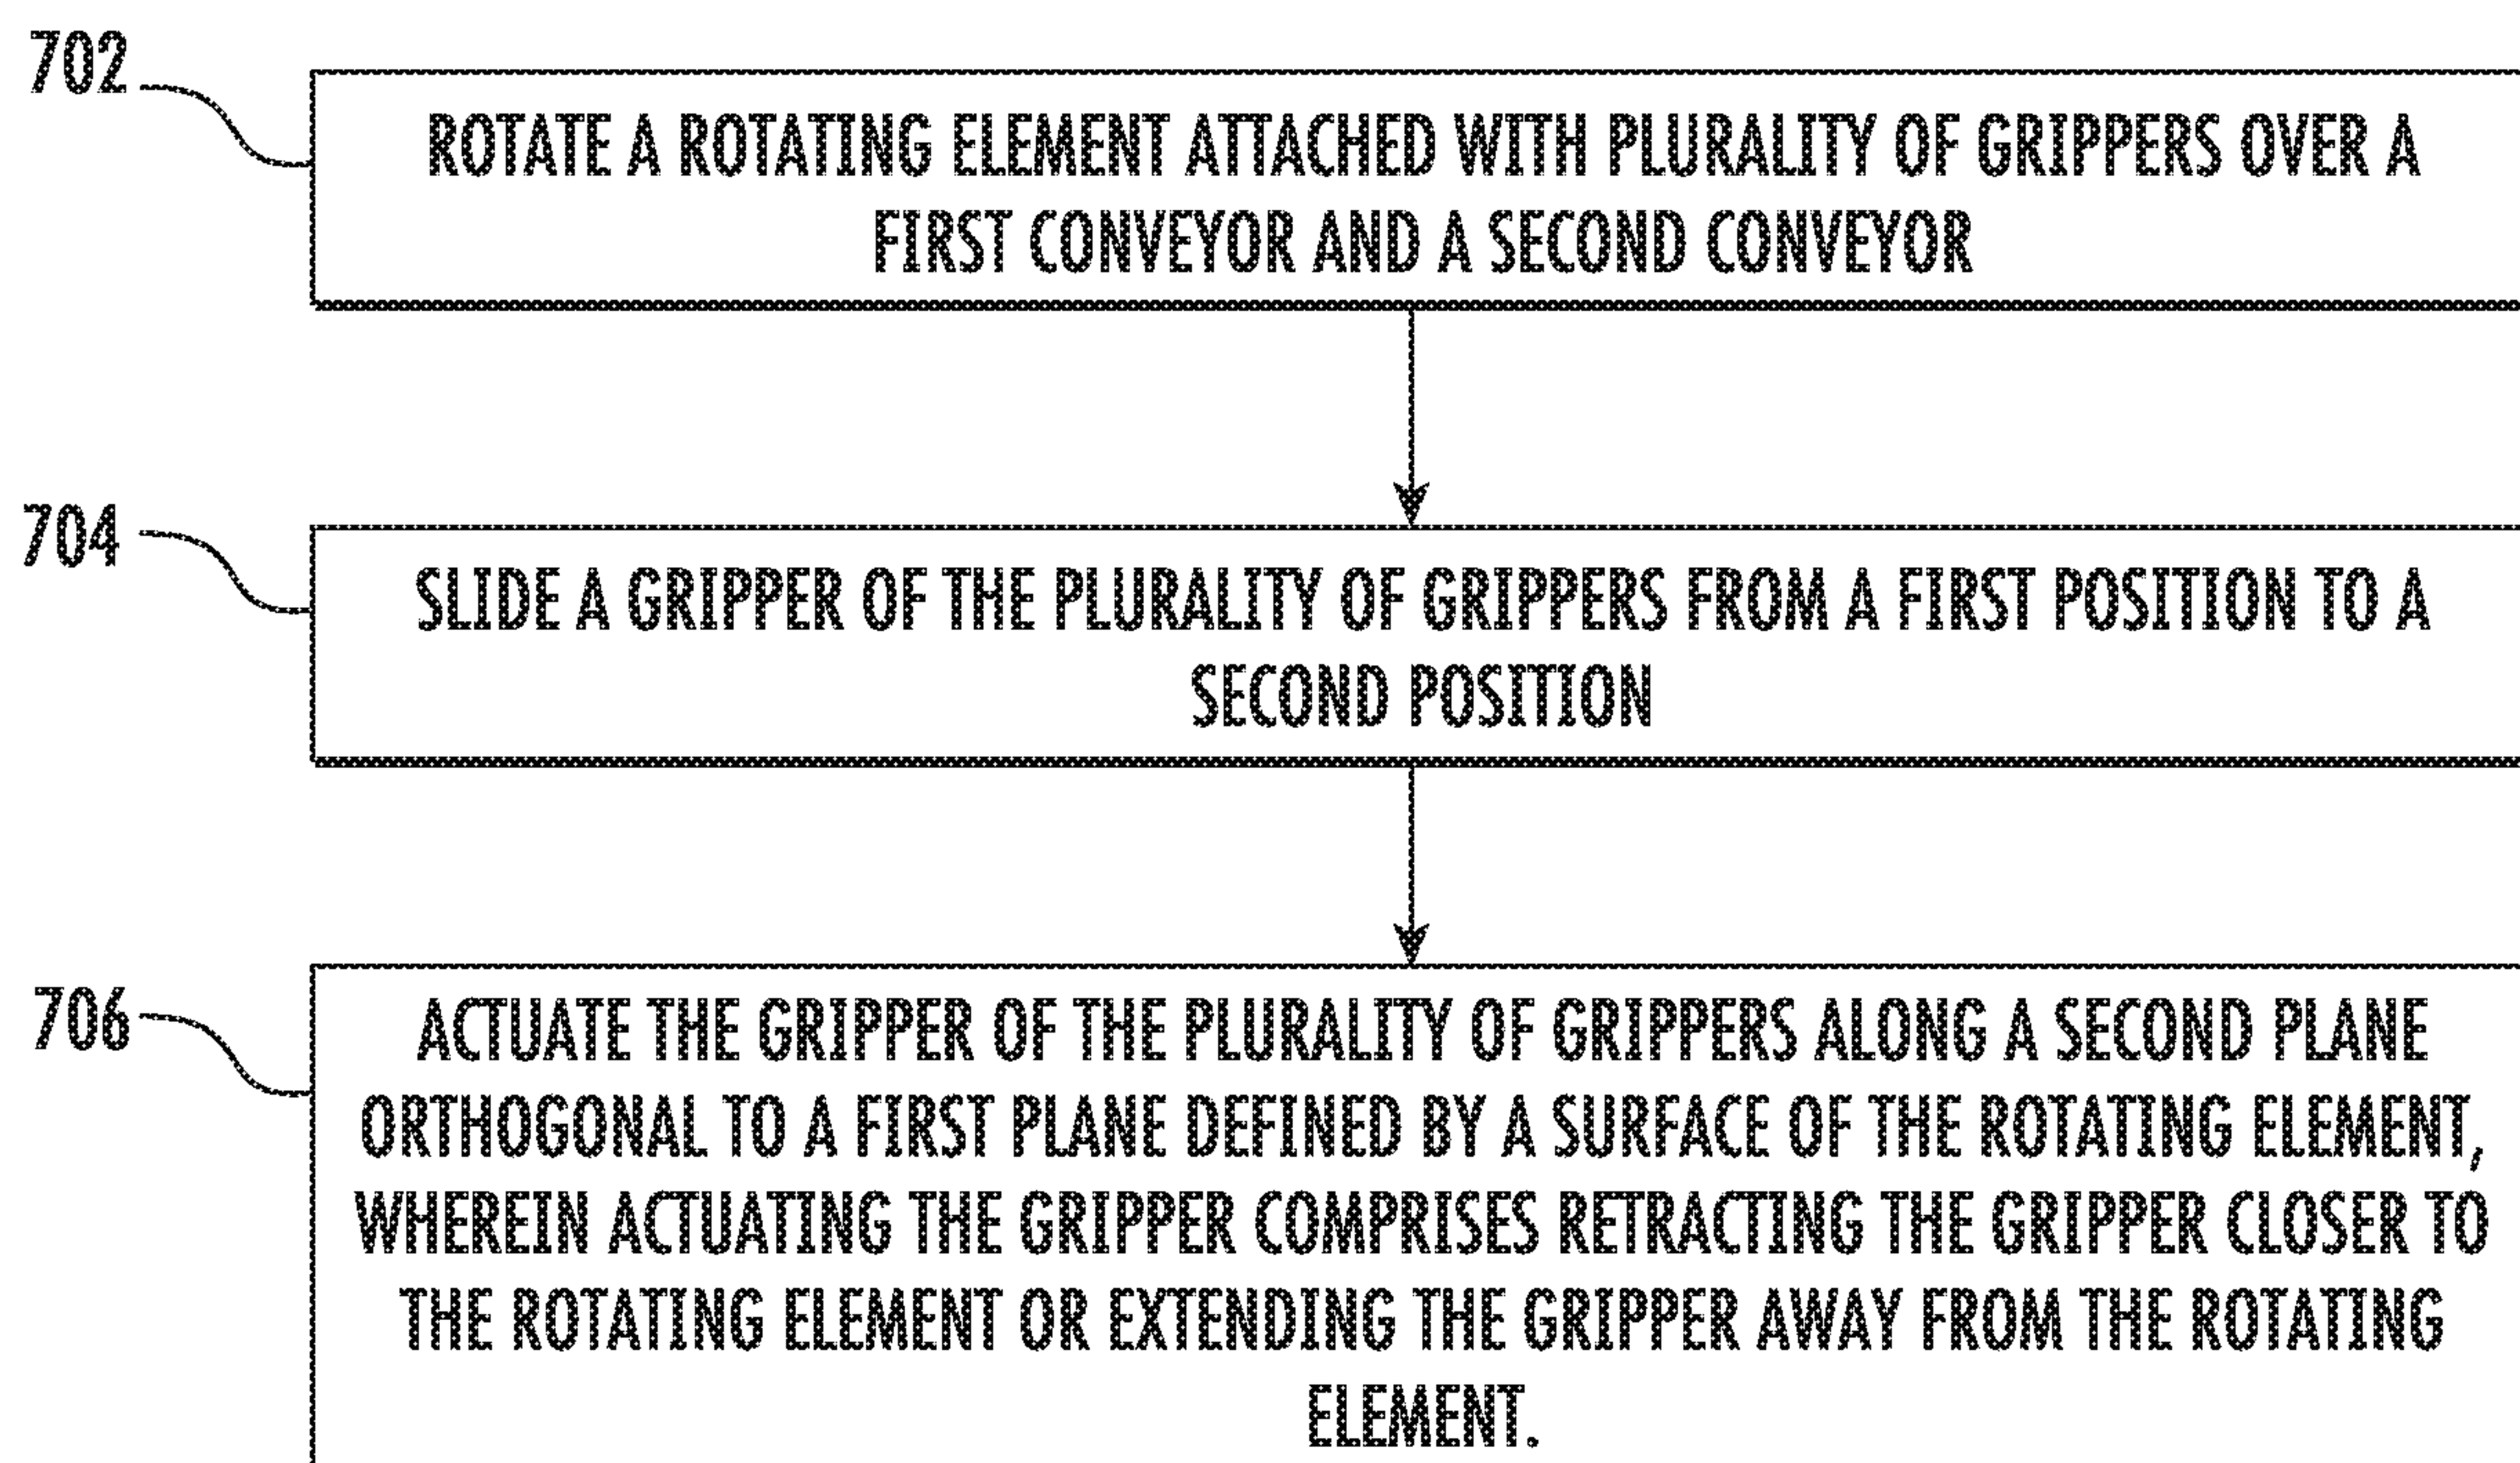 702
ROTATE A ROTATING ELEMENT ATTACHED WITH PLURALITY OF GRIPPERS OVER A
FIRST CONVEYOR AND A SECOND CONVEYOR
704
SLIDE A GRIPPER OF THE PLURALITY OF GRIPPERS FROM A FIRST POSITION TO A
SECOND POSITION
706
ACTUATE THE GRIPPER OF THE PLURALITY OF GRIPPERS ALONG A SECOND PLANE
ORTHOGONAL TO A FIRST PLANE DEFINED BY A SURFACE OF THE ROTATING ELEMENT,
WHEREIN ACTUATING THE GRIPPER COMPRISES RETRACTING THE GRIPPER CLOSER TO
THE ROTATING ELEMENT OR EXTENDING THE GRIPPER AWAY FROM THE ROTATING
ELEMENT.